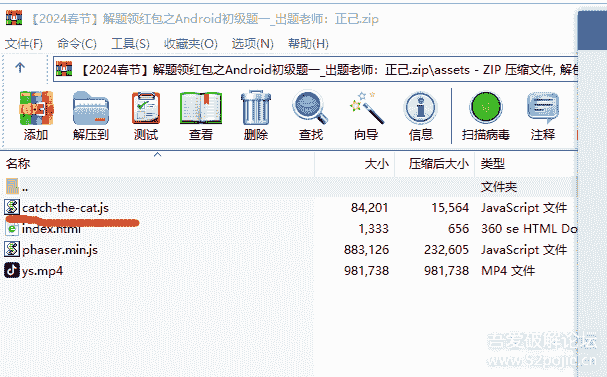 【2024春节】解题领红包之Android初级题一_出题老师：正己.zip
文件(F) 命令(C) 工具(S) 收藏夹(O) 选项(N) 帮助(H)
【2024春节】解题领红包之Android初级题一_出题老师：正己.zip\assets - ZIP 压缩文件, 解包
添加 解压到 测试 查看 删除 查找 向导 信息 扫描病毒 注释
名称 大小 压缩后大小 类型
.. 文件夹
catch-the-cat.js 84,201 15,564 JavaScript 文件
index.html 1,333 656 360 se HTML Do
phaser.min.js 883,126 232,605 JavaScript 文件
ys.mp4 981,738 981,738 MP4 文件
吾爱破解论坛
www.52pojie.cn